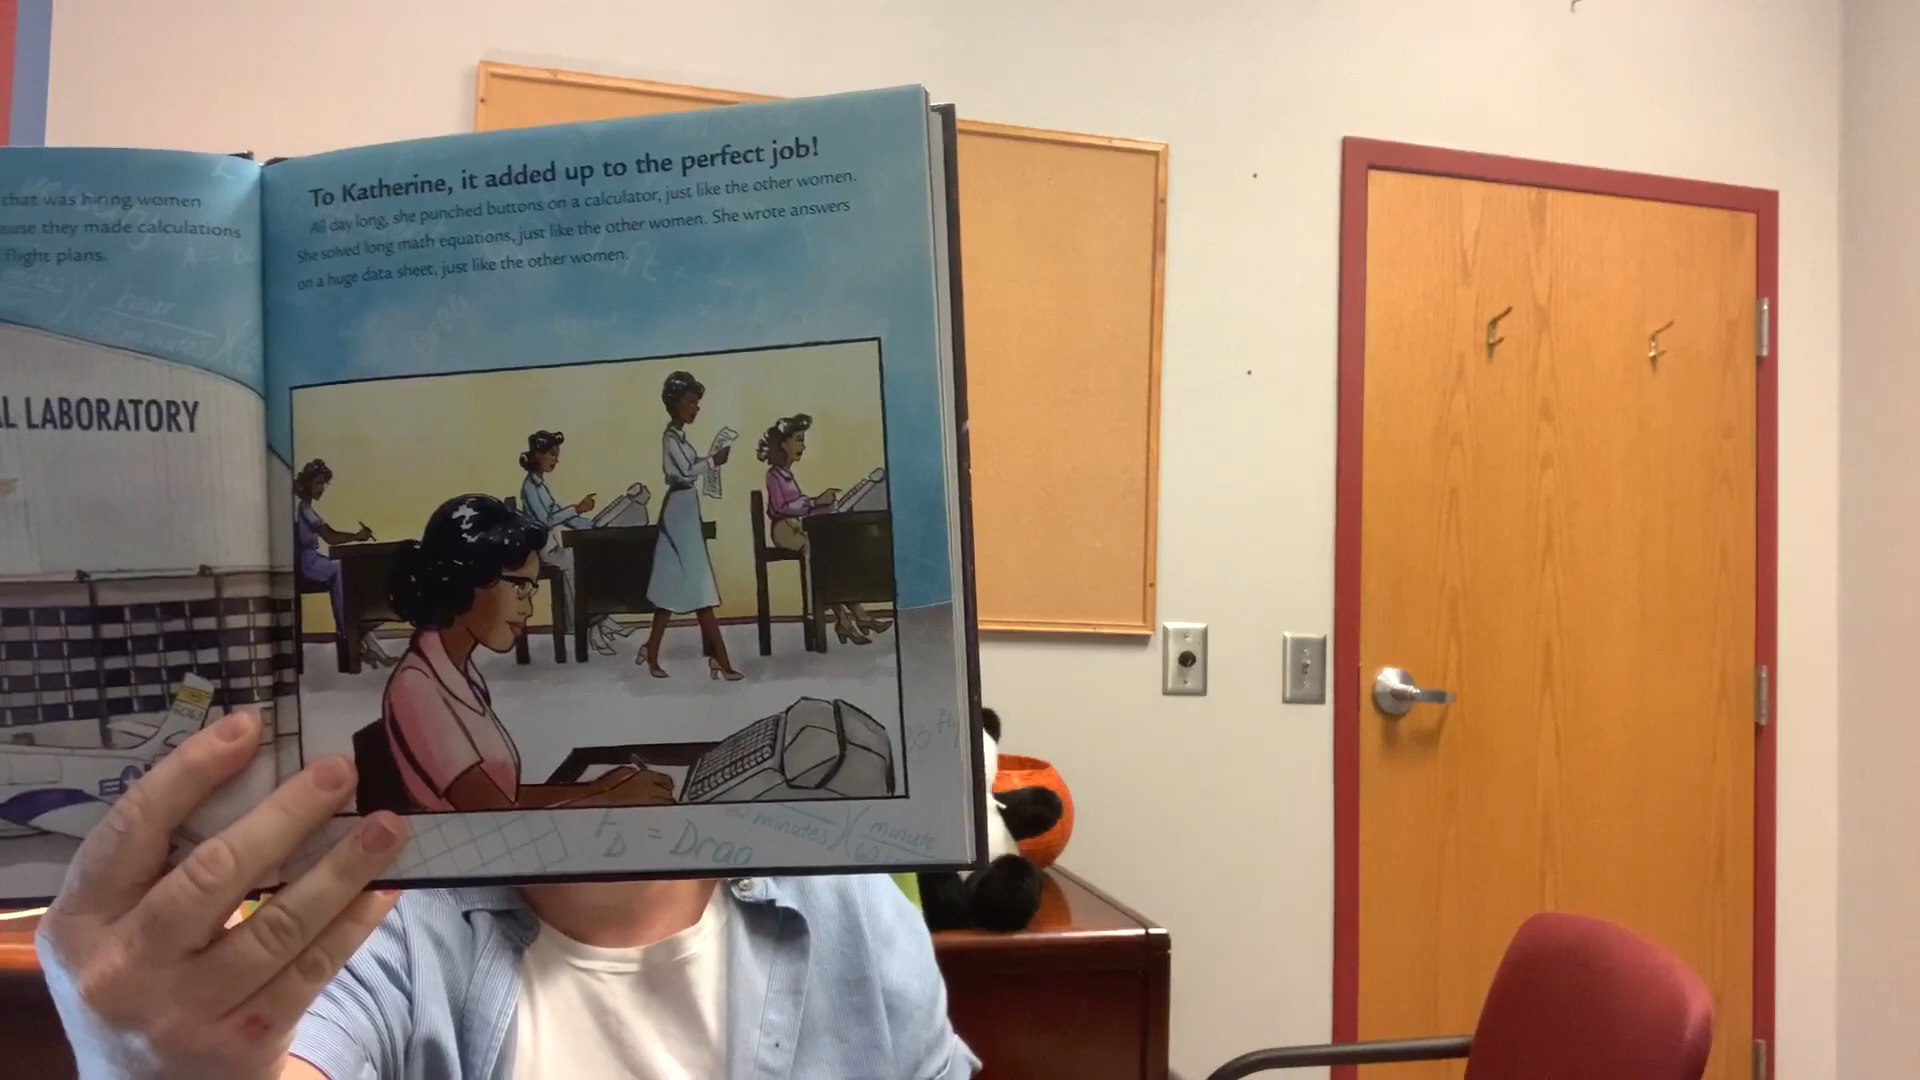 that was hiring women
ause they made calculations
flight plans.
L LABORATORY
To Katherine, it added up to the perfect job!
All day long, she punched buttons on a calculator, just like the other women.
She solved long math equations, just like the other women. She wrote answers
on a huge data sheet, just like the other women.
F D = Drag
minutes)(minute